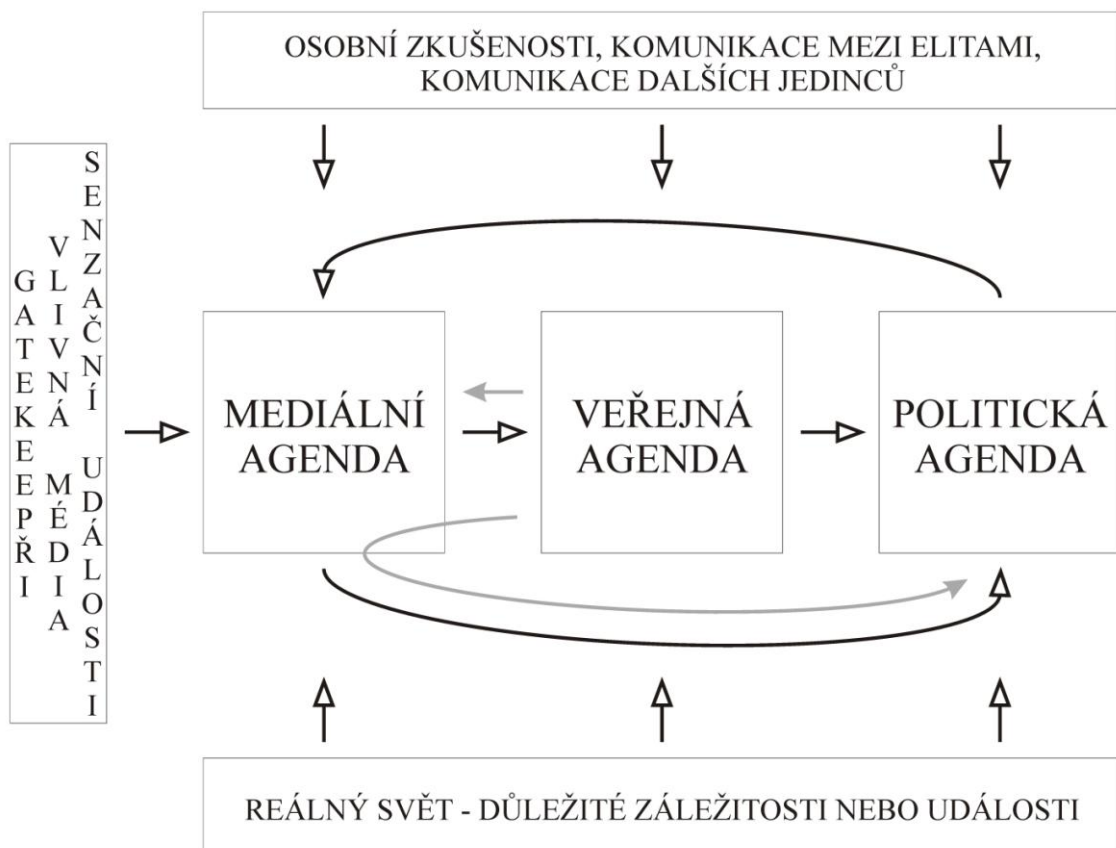 OSOBNÍ ZKUŠENOSTI, KOMUNIKACE MEZI ELITAMI,
KOMUNIKACE DALŠÍCH JEDINCŮ
GATEKEEPŘI
VLIVNÁ MÉDIA
SENZAČNÍ UDÁLOSTI
MEDIÁLNÍ
AGENDA
VEŘEJNÁ
AGENDA
POLITICKÁ
AGENDA
REÁLNÝ SVĚT - DŮLEŽITÉ ZÁLEŽITOSTI NEBO UDÁLOSTI